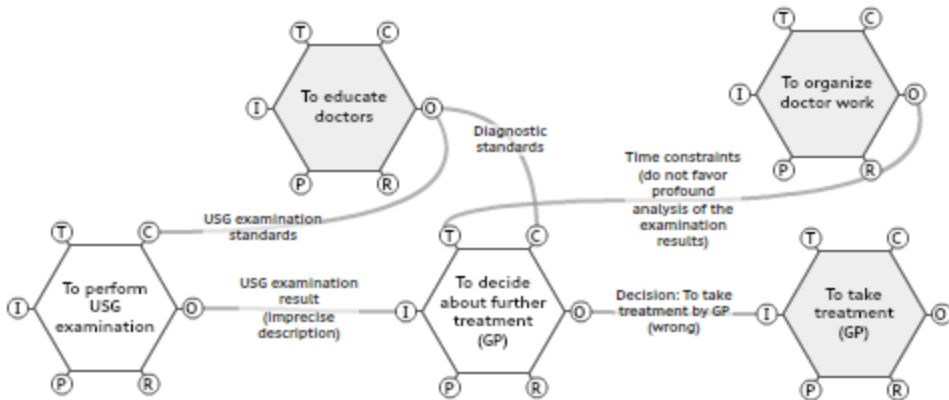 T
C
I
To educate
doctors
O
P
R
T
C
I
To organize
doctor work
O
P
R
Diagnostic
standards
Time constraints
(do not favor
profound
analysis of the
examination
results)
USG examination
standards
T
C
I
To perform
USG
examination
O
P
R
USG examination
result
(imprecise
description)
T
C
I
To decide
about further
treatment
(GP)
O
P
R
Decision: To take
treatment by GP
(wrong)
T
C
I
To take
treatment
(GP)
O
P
R